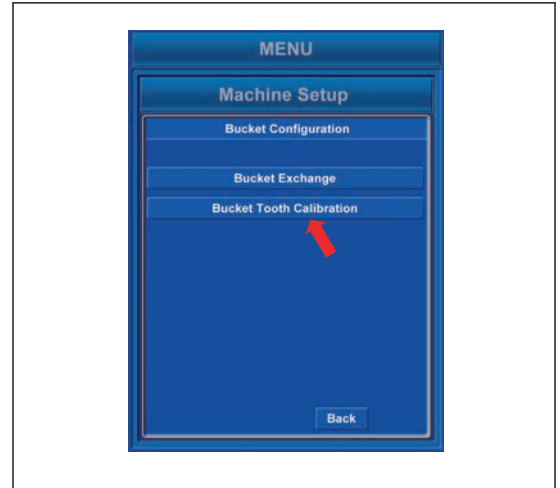 MENU
Machine Setup
Bucket Configuration
Bucket Exchange
Bucket Tooth Calibration
Back